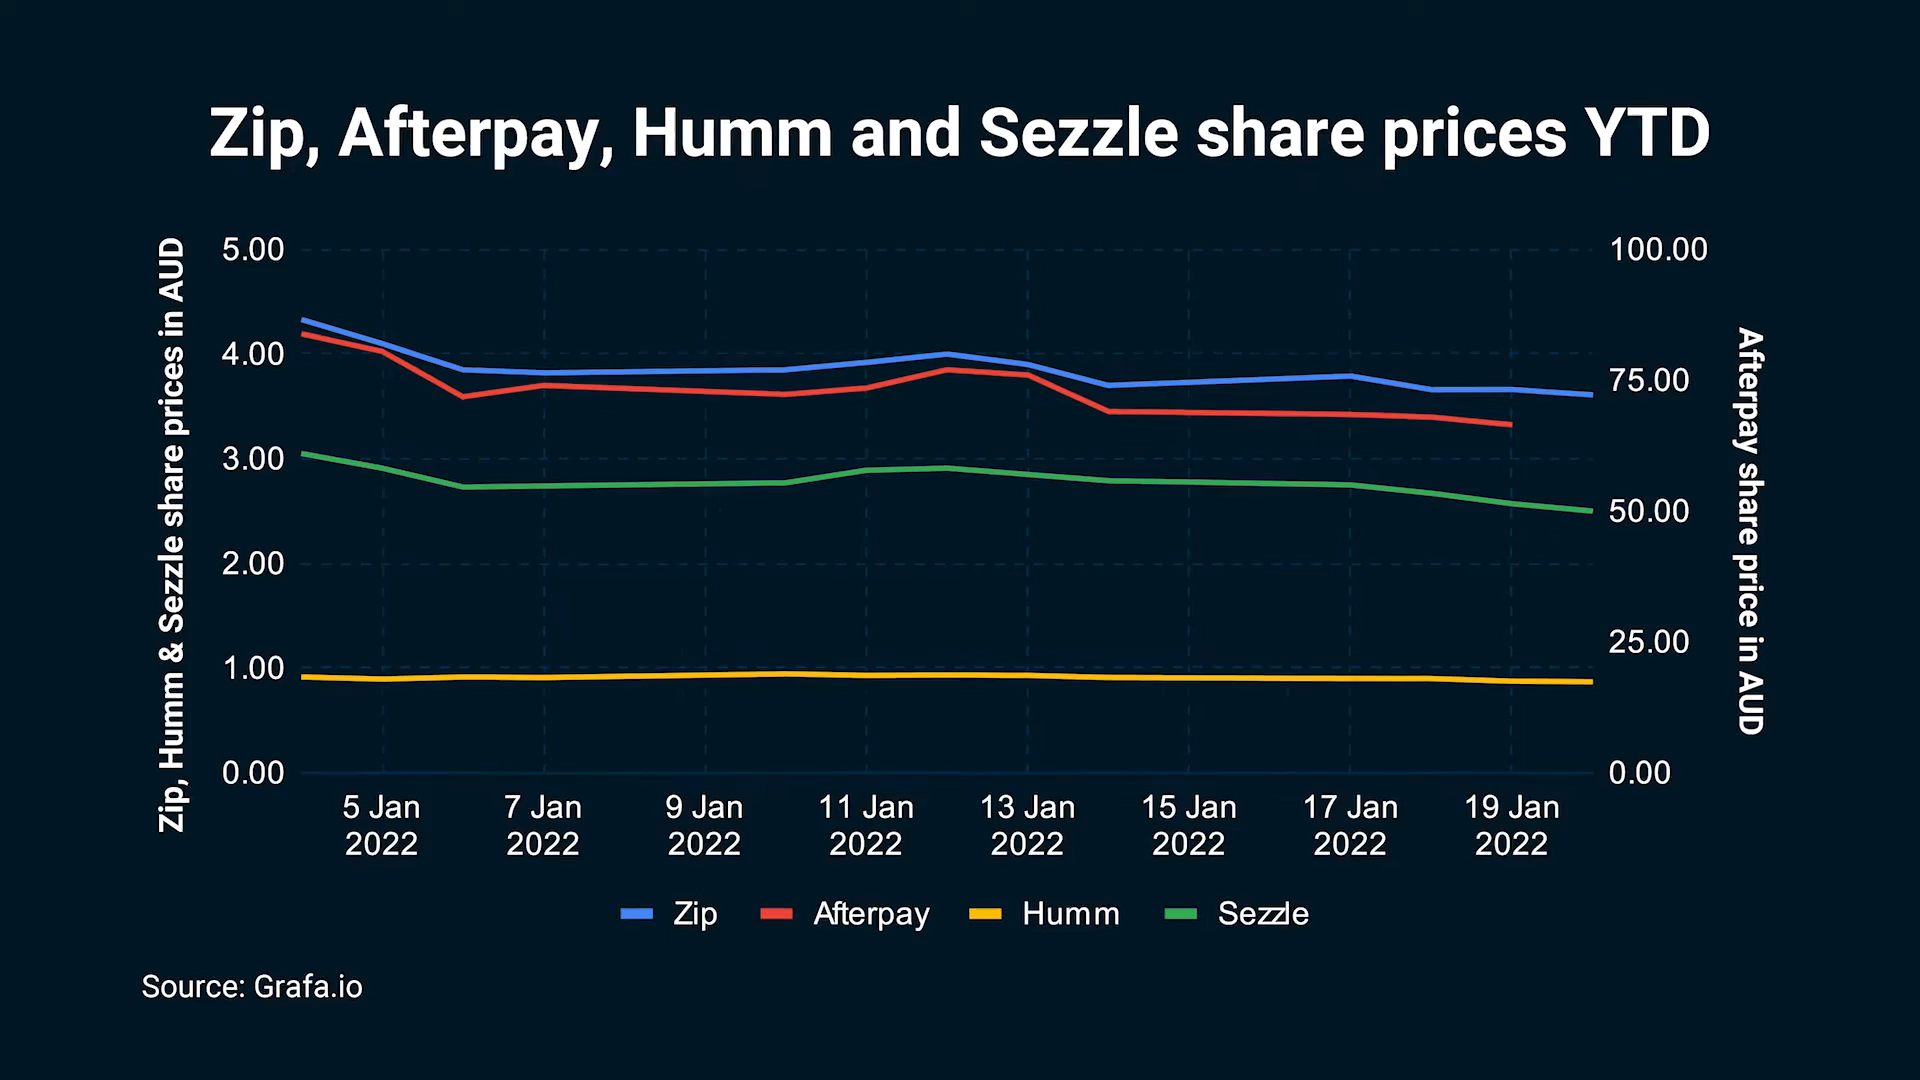 Zip, Afterpay, Humm and Sezzle share prices YTD
Zip, Humm & Sezzle share prices in AUD
5.00
4.00
3.00
2.00
1.00
0.00
100.00
75.00
50.00
25.00
0.00
Afterpay share price in AUD
5 Jan
2022
7 Jan
2022
9 Jan
2022
11 Jan
2022
13 Jan
2022
15 Jan
2022
17 Jan
2022
19 Jan
2022
Zip
Afterpay
Humm
Sezzle
Source: Grafa.io